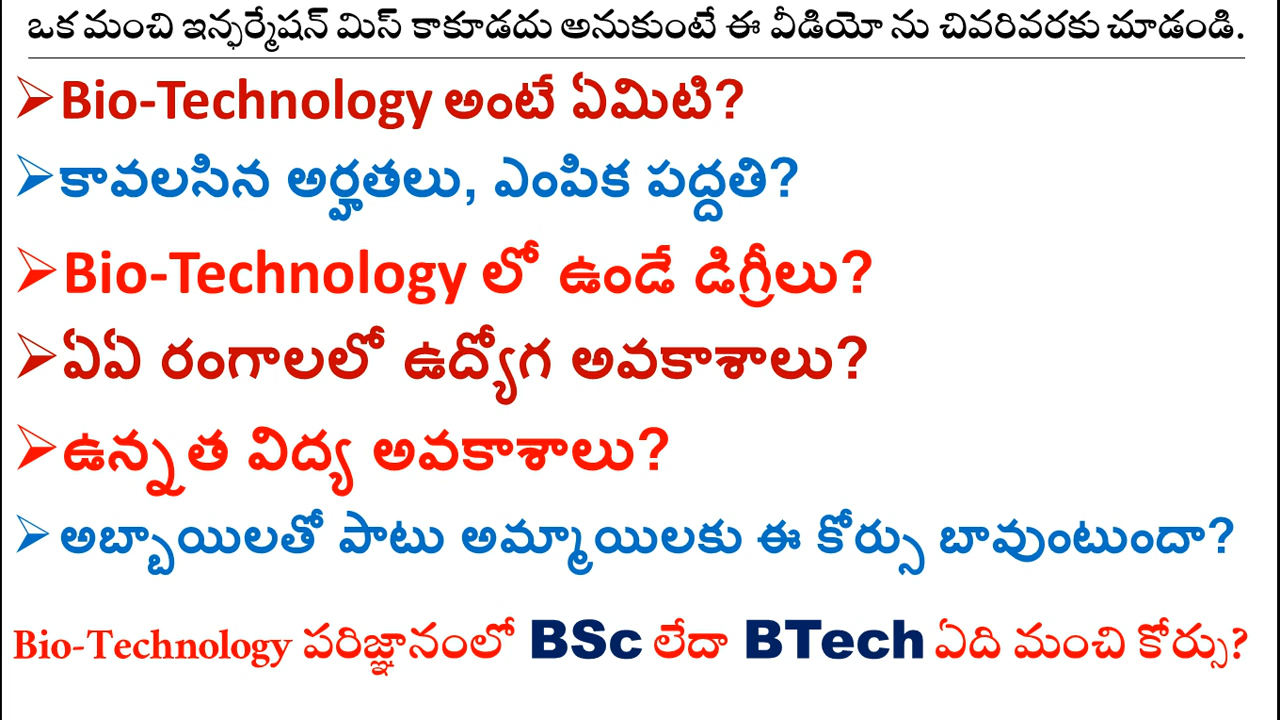 ఒక మంచి ఇన్ఫర్మేషన్ మిస్ కాకూడదు అనుకుంటే ఈ వీడియో ను చివరివరకు చూడండి.
Bio-Technology అంటే ఏమిటి?
కావలసిన అర్హతలు, ఎంపిక పద్దతి?
Bio-Technology లో ఉండే డిగ్రీలు?
ఏఏ రంగాలలో ఉద్యోగ అవకాశాలు?
ఉన్నత విద్య అవకాశాలు?
అబ్బాయిలతో పాటు అమ్మాయిలకు ఈ కోర్సు బావుంటుందా?
Bio-Technology పరిజ్ఞానంలో BSc లేదా BTech ఏది మంచి కోర్సు?